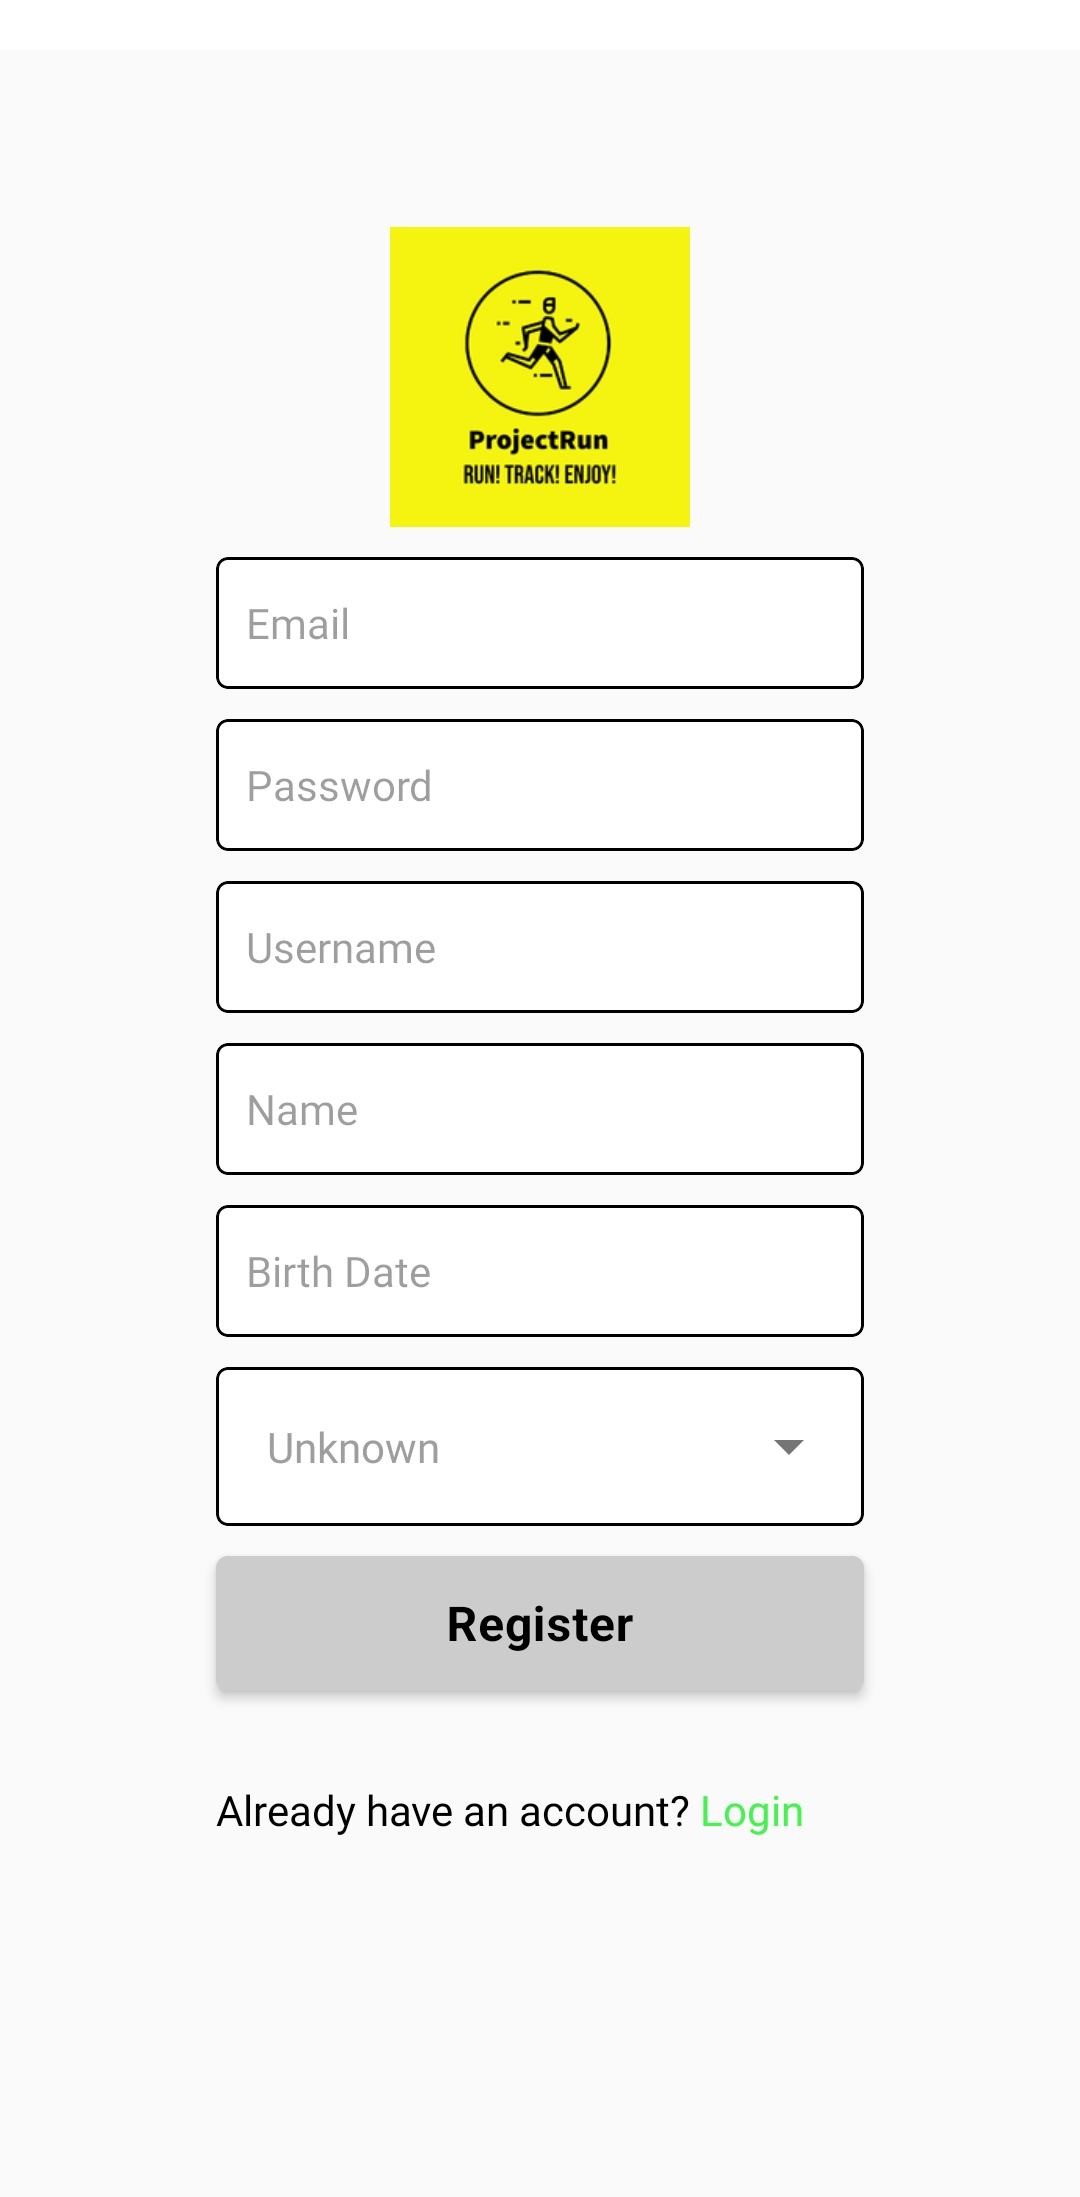 ProjectRun
RUN! TRACK! ENJOY!
Email
Password
Username
Name
Birth Date
Unknown
Register
Already have an account? Login